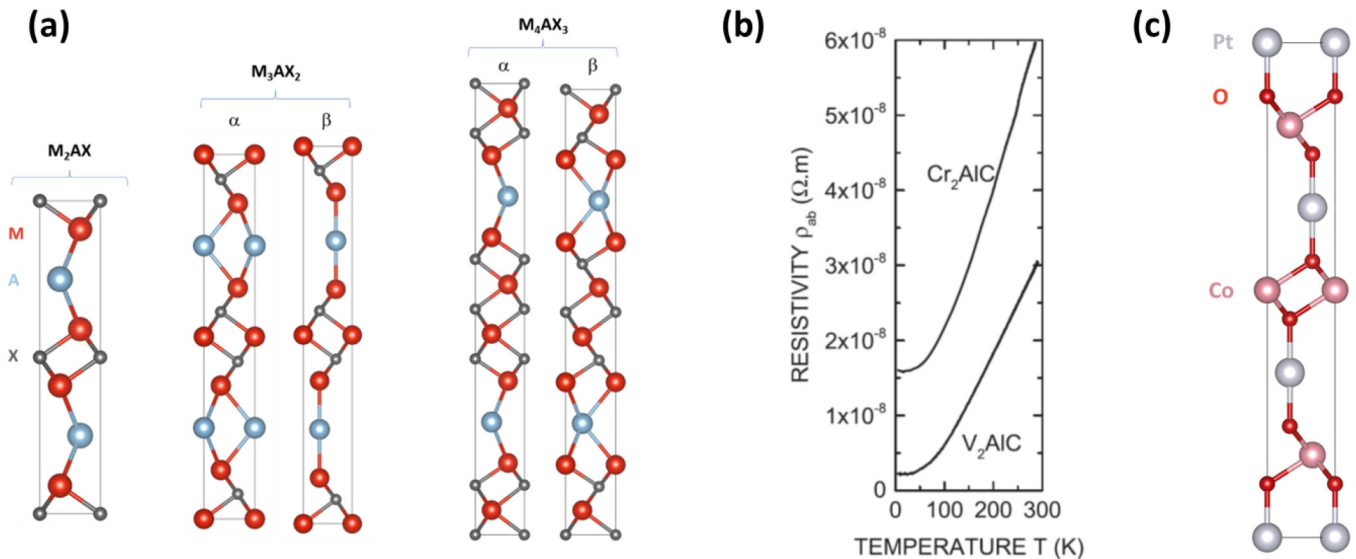 (a)
M₂AX
M
A
X
M₃AX₂
α
β
M₄AX₃
α
β
(b)
6x10⁻⁸
5x10⁻⁸
4x10⁻⁸
3x10⁻⁸
2x10⁻⁸
1x10⁻⁸
0
RESISTIVITY ρab (Ω.m)
Cr₂AlC
V₂AlC
0 100 200 300
TEMPERATURE T (K)
(c)
Pt
O
Co